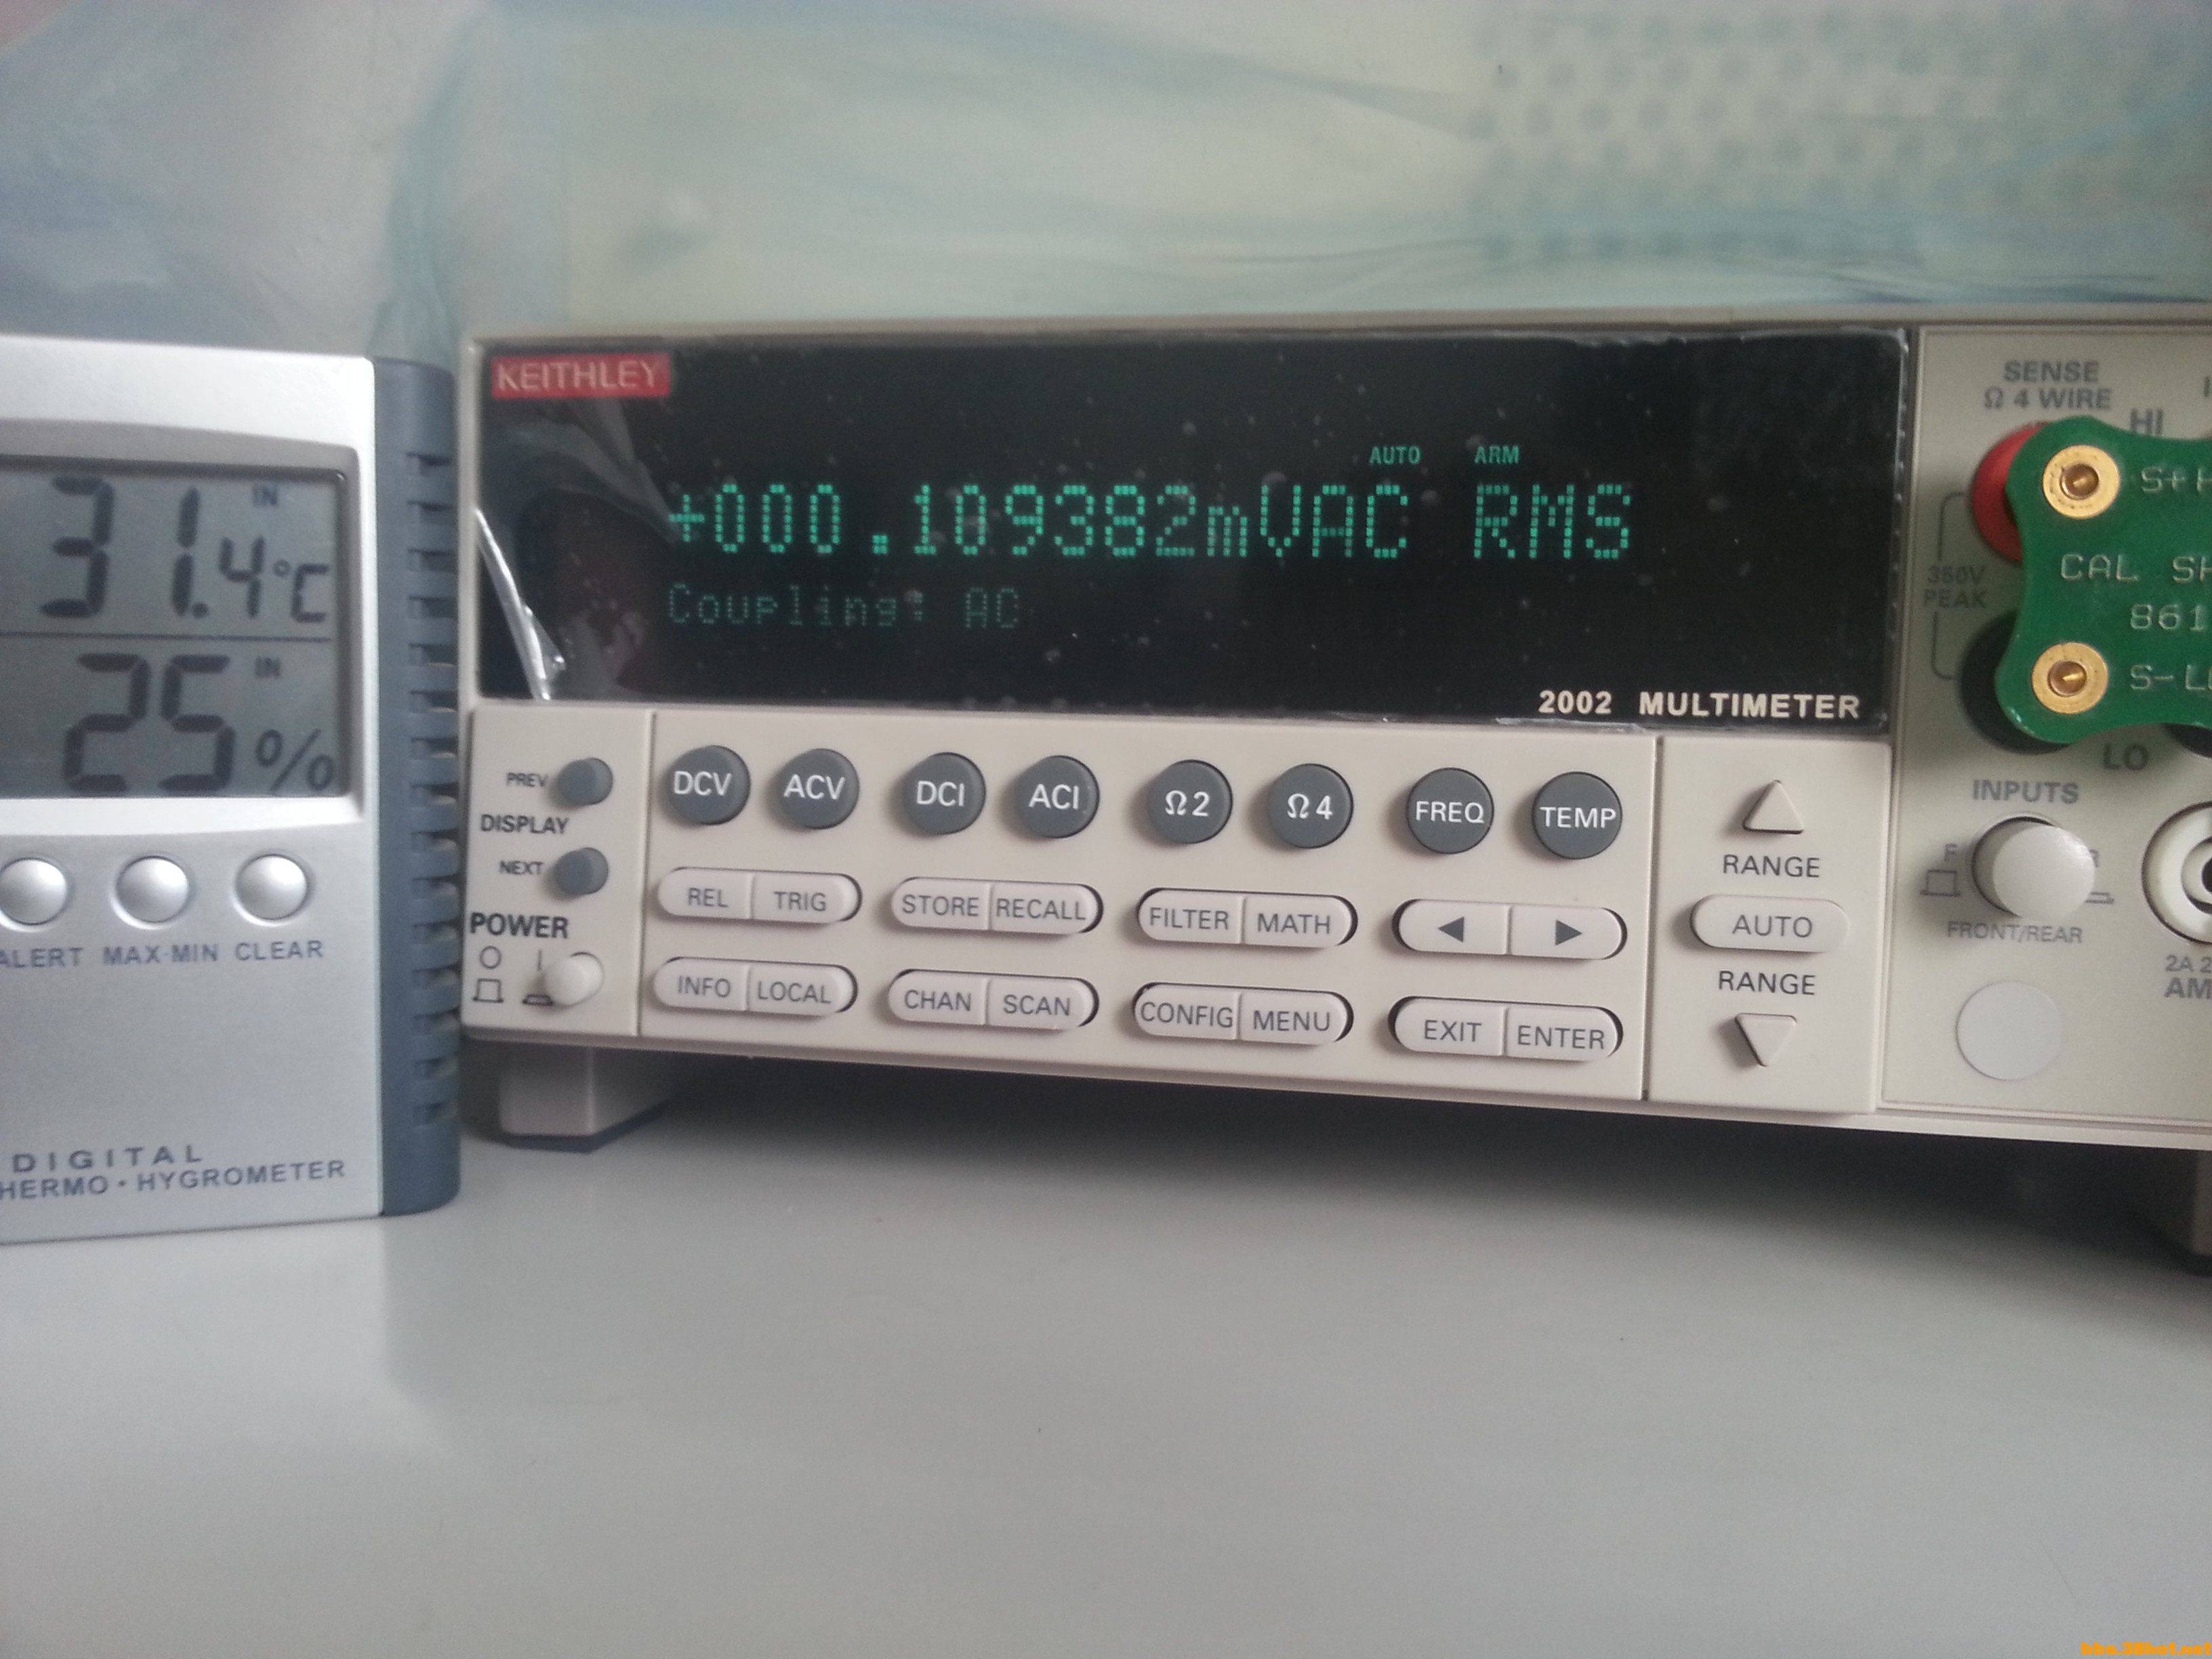 31.4°C
IN
25%
IN
ALERT MAX-MIN CLEAR
DIGITAL
HERMO · HYGROMETER
KEITHLEY
AUTO ARM
+000.109382mVAC RMS
Coupling: AC
2002 MULTIMETER
PREV
DISPLAY
NEXT
POWER
DCV ACV DCI ACI Ω2 Ω4 FREQ TEMP
REL TRIG STORE RECALL FILTER MATH
INFO LOCAL CHAN SCAN CONFIG MENU EXIT ENTER
RANGE
AUTO
RANGE
SENSE
Ω 4 WIRE
HI
350V
PEAK
CAL SH
861
LO
INPUTS
F R
FRONT/REAR
2A 2
AM
bbs.38hot.net